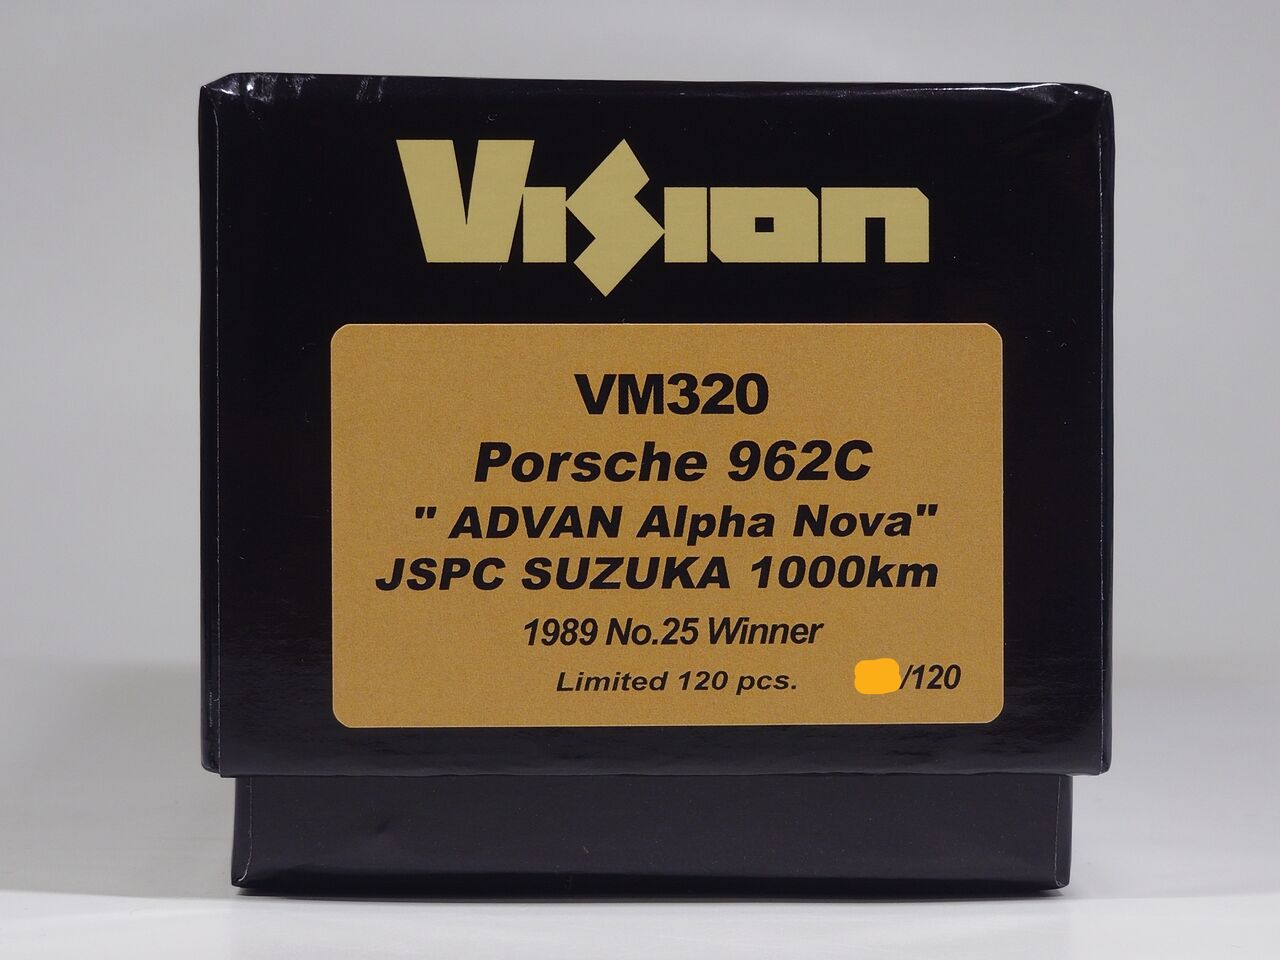 Vision
VM320
Porsche 962C
" ADVAN Alpha Nova"
JSPC SUZUKA 1000km
1989 No.25 Winner
Limited 120 pcs. /120